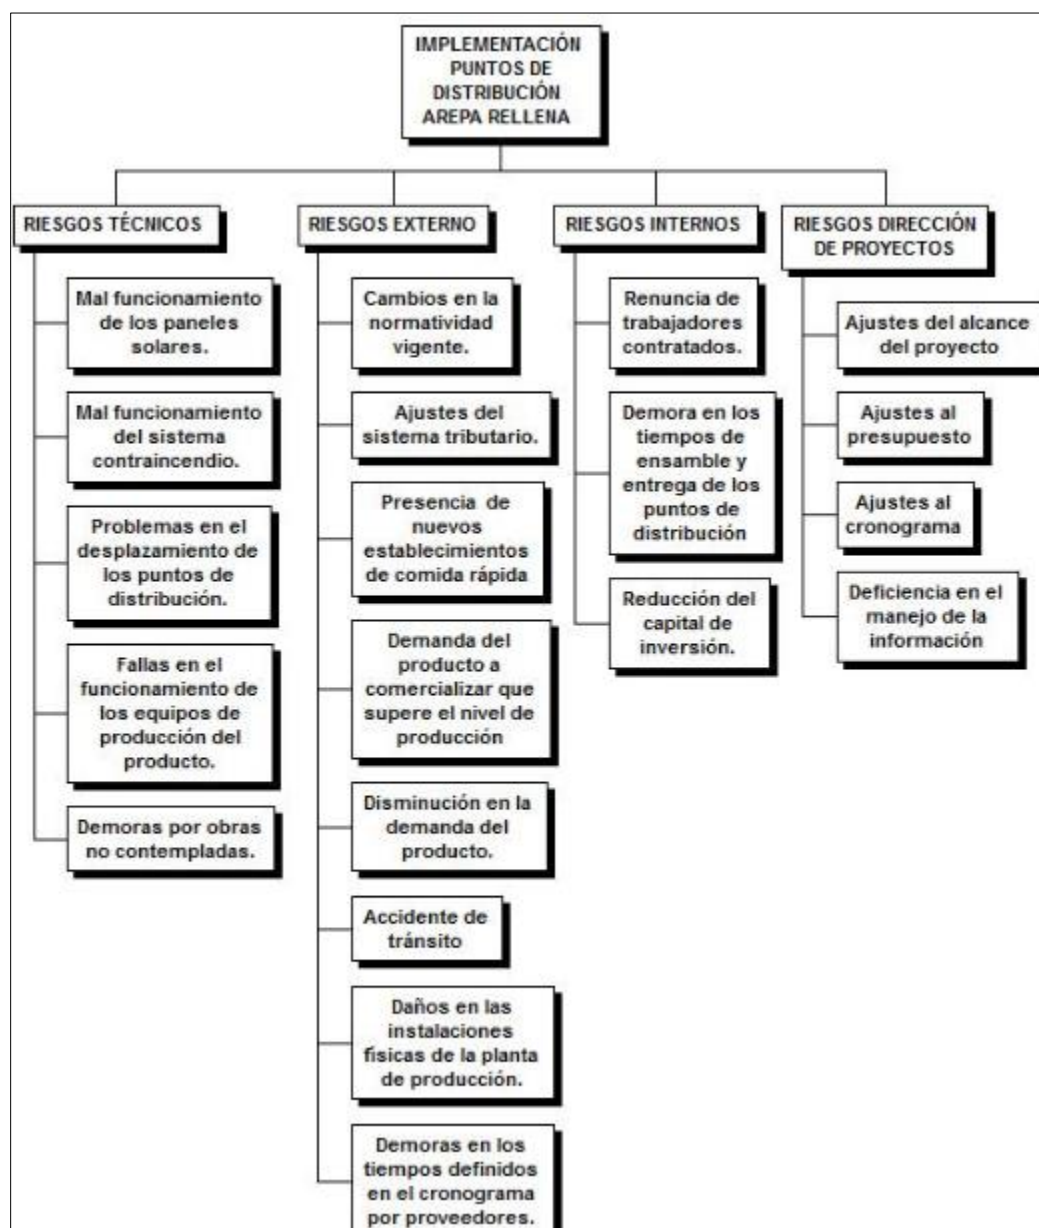 IMPLEMENTACIÓN
PUNTOS DE
DISTRIBUCIÓN
AREPA RELLENA
RIESGOS TÉCNICOS
Mal funcionamiento
de los paneles
solares.
Mal funcionamiento
del sistema
contraincendio.
Problemas en el
desplazamiento de
los puntos de
distribución.
Fallas en el
funcionamiento de
los equipos de
producción del
producto.
Demoras por obras
no contempladas.
RIESGOS EXTERNO
Cambios en la
normatividad
vigente.
Ajustes del
sistema tributario.
Presencia de
nuevos
establecimientos
de comida rápida
Demanda del
producto a
comercializar que
supere el nivel de
producción
Disminución en la
demanda del
producto.
Accidente de
tránsito
Daños en las
instalaciones
físicas de la planta
de producción.
Demoras en los
tiempos definidos
en el cronograma
por proveedores.
RIESGOS INTERNOS
Renuncia de
trabajadores
contratados.
Demora en los
tiempos de
ensamble y
entrega de los
puntos de
distribución
Reducción del
capital de
inversión.
RIESGOS DIRECCIÓN
DE PROYECTOS
Ajustes del alcance
del proyecto
Ajustes al
presupuesto
Ajustes al
cronograma
Deficiencia en el
manejo de la
información